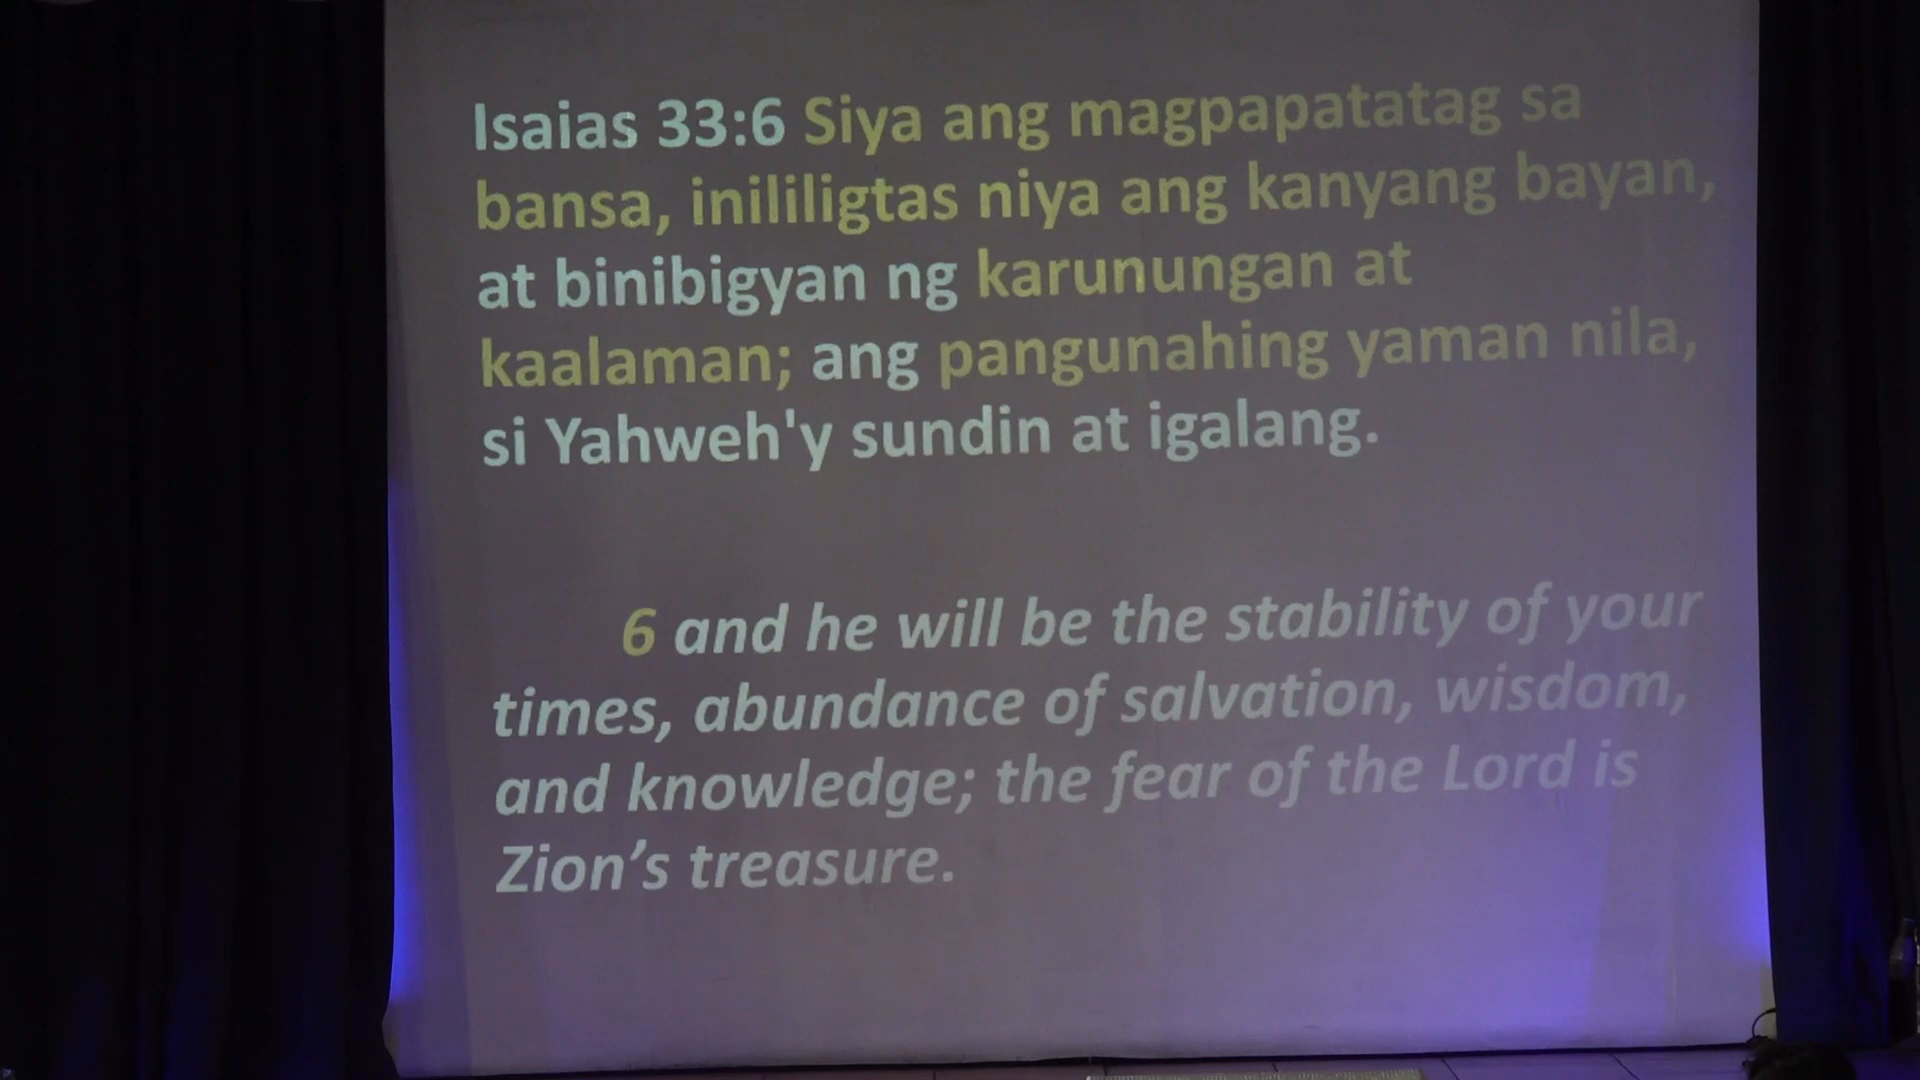 Isaias 33:6 Siya ang magpapatatag sa
bansa, inililigtas niya ang kanyang bayan,
at binibigyan ng karunungan at
kaalaman; ang pangunahing yaman nila,
si Yahweh'y sundin at igalang.
6 and he will be the stability of your
times, abundance of salvation, wisdom,
and knowledge; the fear of the Lord is
Zion’s treasure.